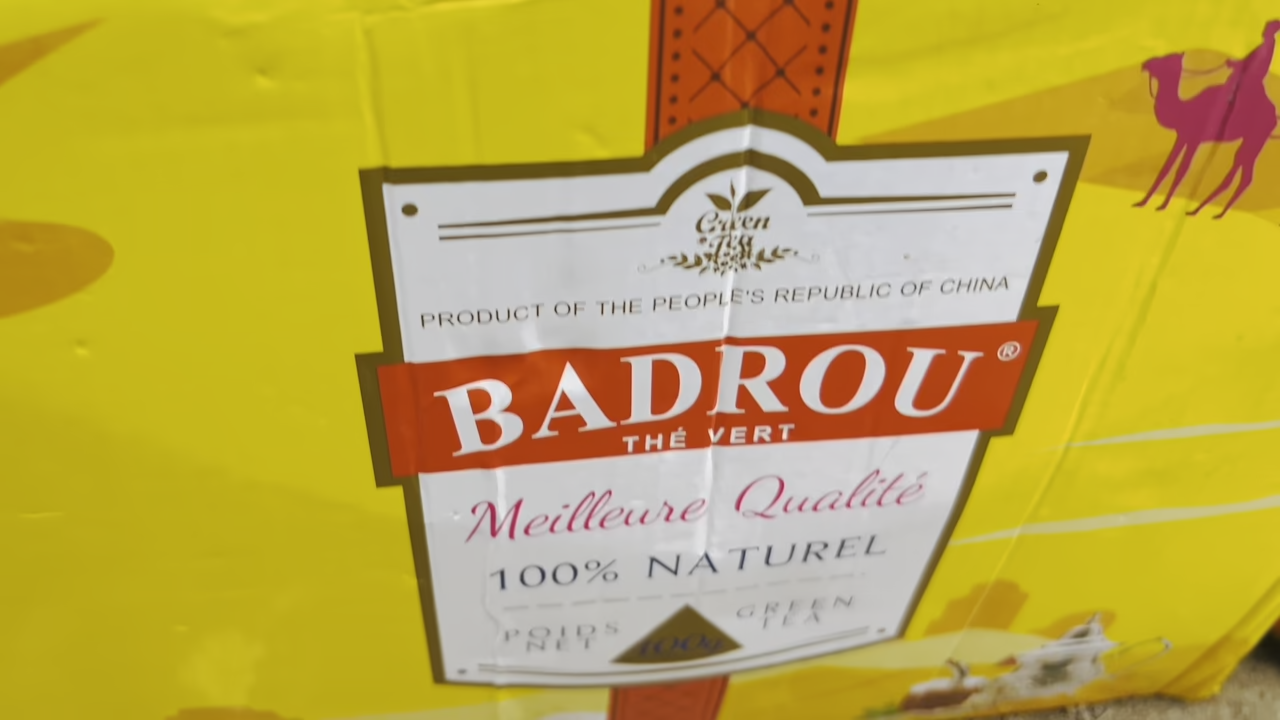 Green
Tea
PRODUCT OF THE PEOPLE'S REPUBLIC OF CHINA
BADROU ®
THÉ VERT
Meilleure Qualité
100% NATUREL
POIDS
NET
100g
GREEN
TEA